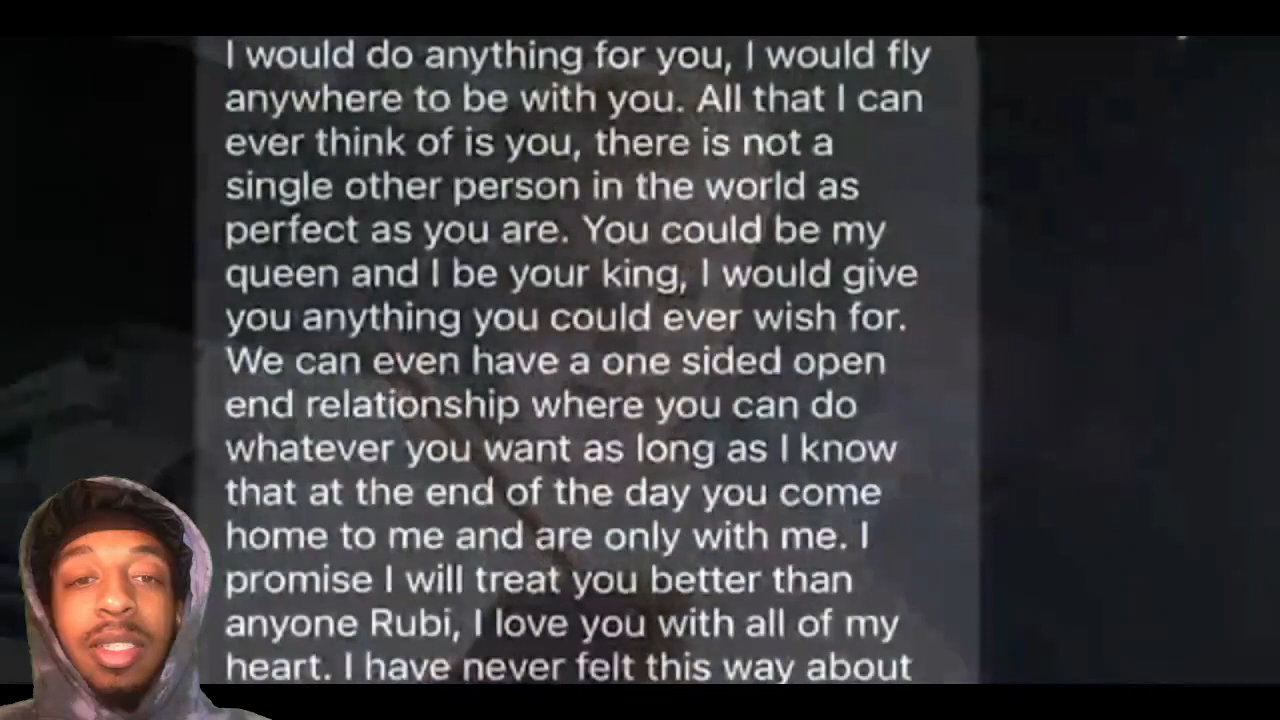 I would do anything for you, I would fly
anywhere to be with you. All that I can
ever think of is you, there is not a
single other person in the world as
perfect as you are. You could be my
queen and I be your king, I would give
you anything you could ever wish for.
We can even have a one sided open
end relationship where you can do
whatever you want as long as I know
that at the end of the day you come
home to me and are only with me. I
promise I will treat you better than
anyone Rubi, I love you with all of my
heart. I have never felt this way about